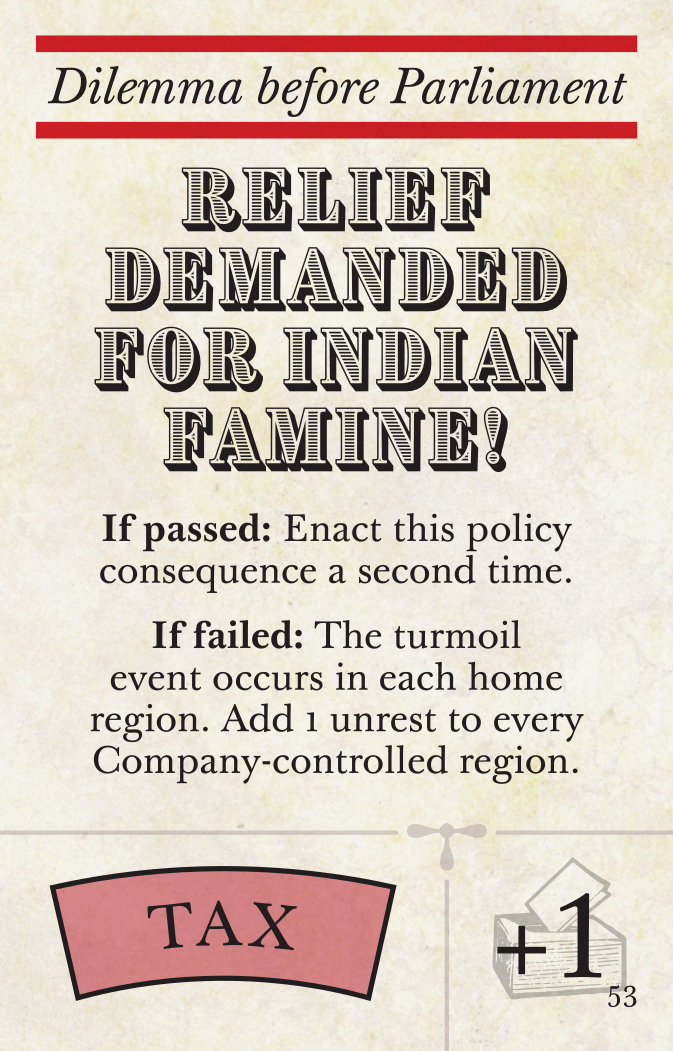 Dilemma before Parliament
RELIEF
DEMANDED
FOR INDIAN
FAMINE!
If passed: Enact this policy
consequence a second time.
If failed: The turmoil
event occurs in each home
region. Add 1 unrest to every
Company-controlled region.
TAX
+1
53